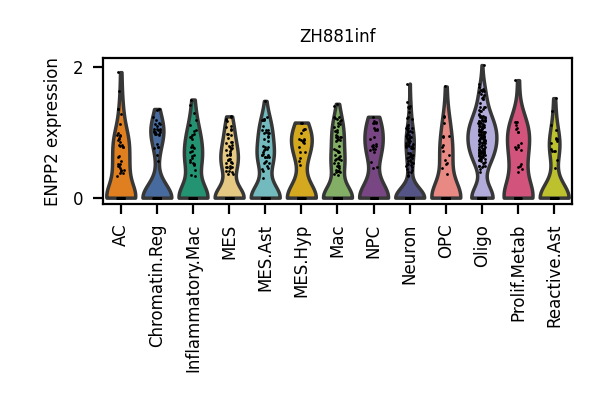 ZH881inf
ENPP2 expression
2
0
AC
Chromatin.Reg
Inflammatory.Mac
MES
MES.Ast
MES.Hyp
Mac
NPC
Neuron
OPC
Oligo
Prolif.Metab
Reactive.Ast